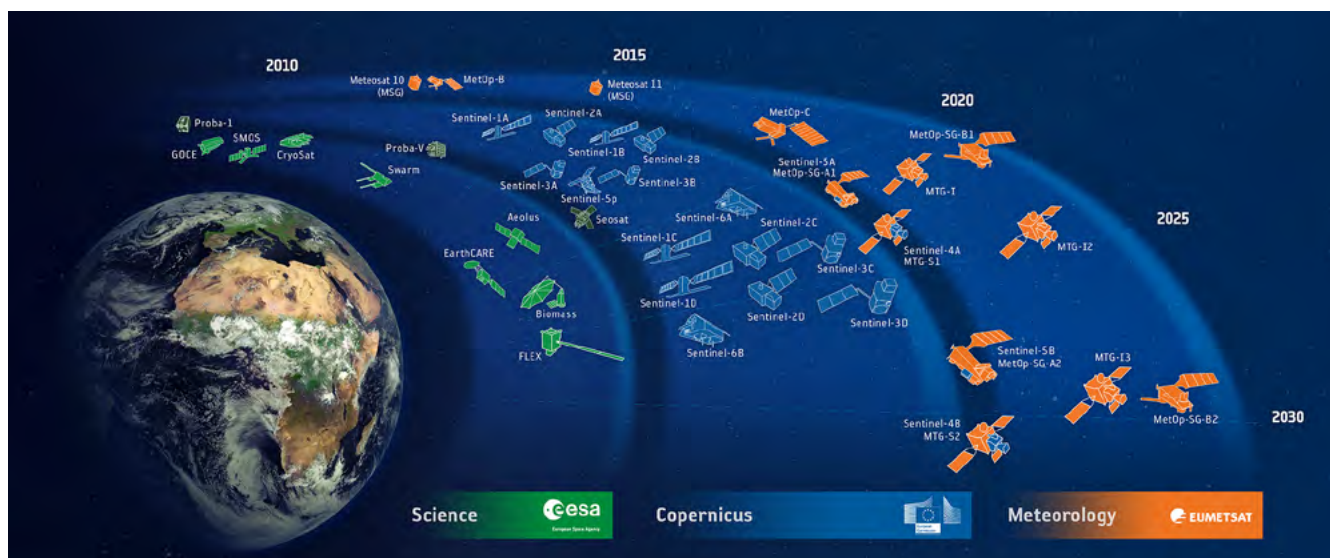 2010
2015
2020
2025
2030
Meteosat 10
(MSG)
MetOp-B
Meteosat 11
(MSG)
Proba-1
GOCE
SMOS
CryoSat
Proba-V
Swarm
Sentinel-1A
Sentinel-2A
Sentinel-1B
Sentinel-2B
Sentinel-3A
Sentinel-5p
Sentinel-3B
Seosat
Aeolus
EarthCARE
Biomass
FLEX
Sentinel-6A
Sentinel-2C
Sentinel-1C
Sentinel-3C
Sentinel-1D
Sentinel-2D
Sentinel-3D
Sentinel-6B
MetOp-C
MetOp-SG-B1
Sentinel-5A
MetOp-SG-A1
MTG-I
Sentinel-4A
MTG-S1
MTG-I2
Sentinel-5B
MetOp-SG-A2
MTG-I3
MetOp-SG-B2
Sentinel-4B
MTG-S2
Science
esa
European Space Agency
Copernicus
Meteorology
EUMETSAT